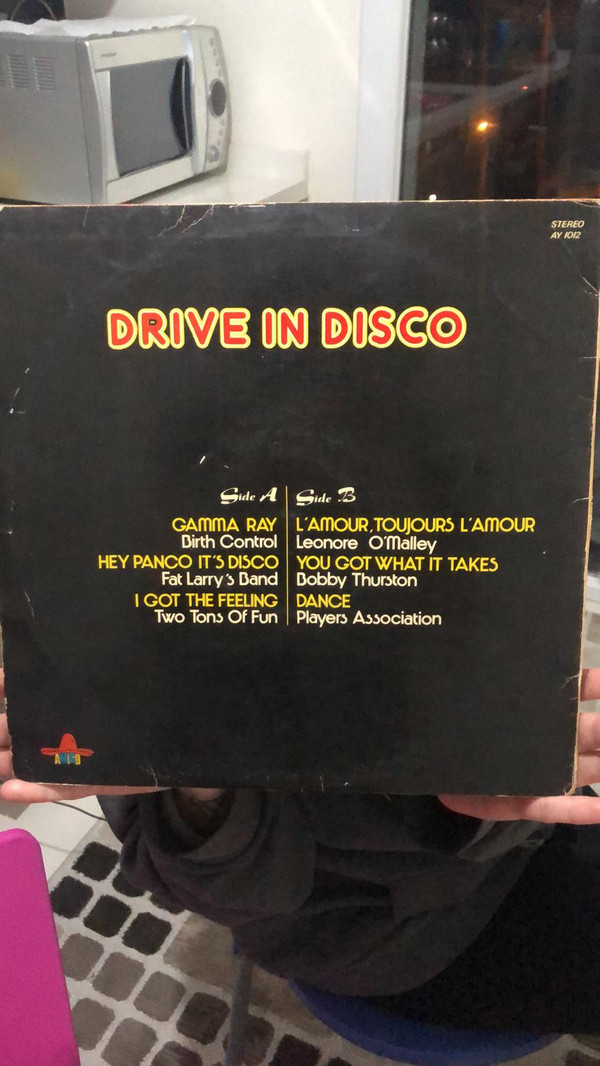 STEREO
AY 1012
DRIVE IN DISCO
Side A
GAMMA RAY
Birth Control
HEY PANCO IT'S DISCO
Fat Larry's Band
I GOT THE FEELING
Two Tons Of Fun
Side B
L'AMOUR, TOUJOURS L'AMOUR
Leonore O'Malley
YOU GOT WHAT IT TAKES
Bobby Thurston
DANCE
Players Association
AMIGO